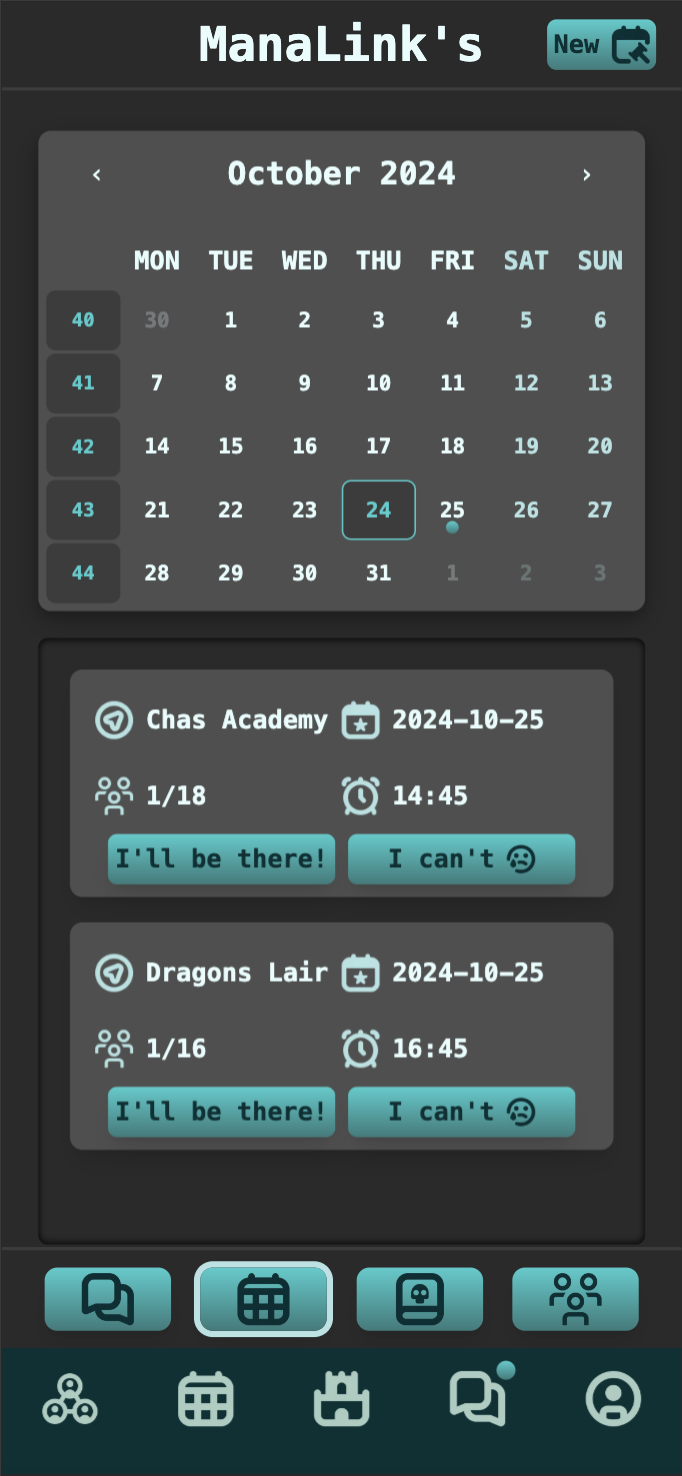 ManaLink's New
‹ October 2024 ›
MON TUE WED THU FRI SAT SUN
40 30 1 2 3 4 5 6
41 7 8 9 10 11 12 13
42 14 15 16 17 18 19 20
43 21 22 23 24 25 26 27
44 28 29 30 31 1 2 3
Chas Academy 2024-10-25
1/18 14:45
I'll be there! I can't
Dragons Lair 2024-10-25
1/16 16:45
I'll be there! I can't